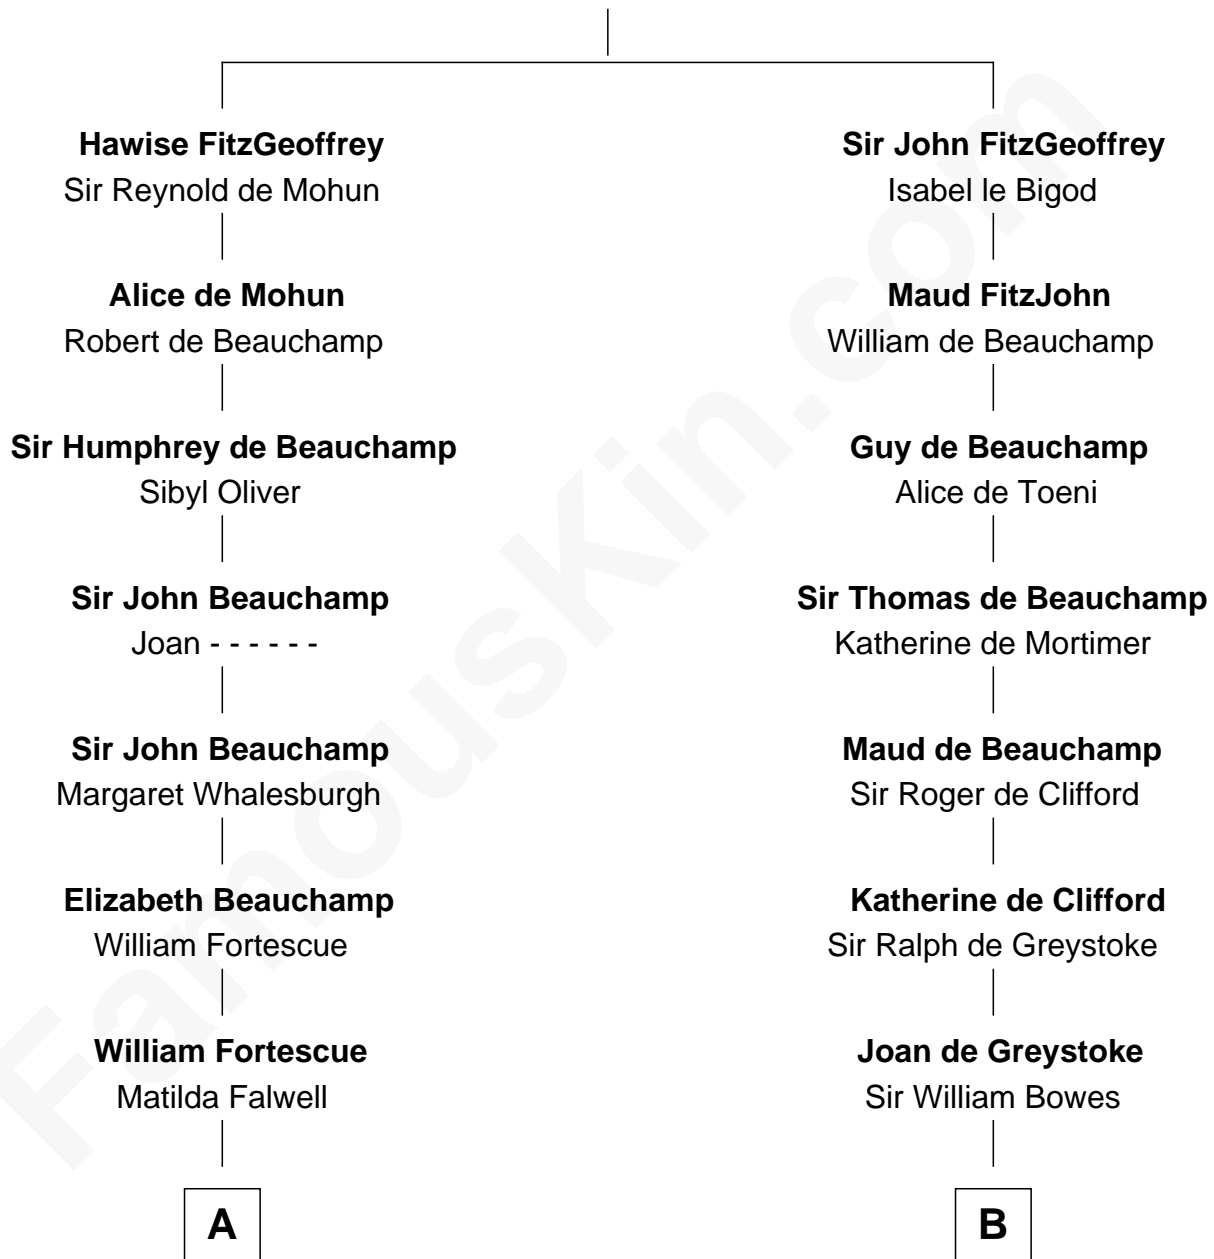 Hawise FitzGeoffrey
Sir Reynold de Mohun
Alice de Mohun
Robert de Beauchamp
Sir Humphrey de Beauchamp
Sibyl Oliver
Sir John Beauchamp
Joan - - - - - -
Sir John Beauchamp
Margaret Whalesburgh
Elizabeth Beauchamp
William Fortescue
William Fortescue
Matilda Falwell
A
Sir John FitzGeoffrey
Isabel le Bigod
Maud FitzJohn
William de Beauchamp
Guy de Beauchamp
Alice de Toeni
Sir Thomas de Beauchamp
Katherine de Mortimer
Maud de Beauchamp
Sir Roger de Clifford
Katherine de Clifford
Sir Ralph de Greystoke
Joan de Greystoke
Sir William Bowes
B
FamousKin.com